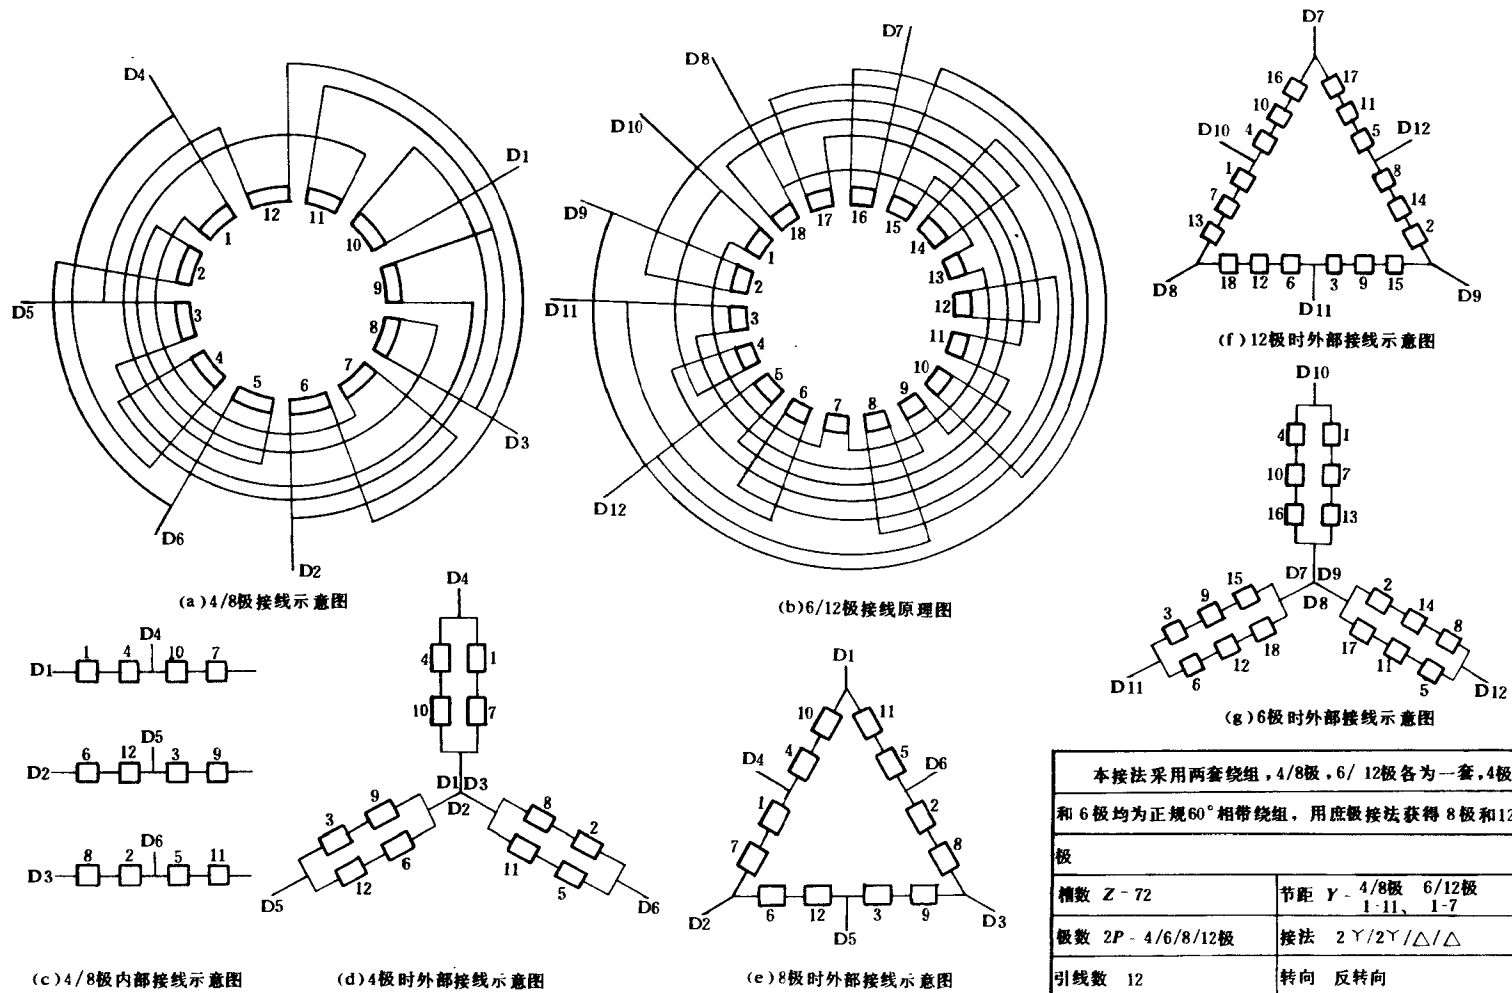 D4
D1
D5
D3
D6
D2
1
2
3
4
5
6
7
8
9
10
11
12
(a)4/8极接线示意图
D7
D8
D10
D9
D11
D12
1
2
3
4
5
6
7
8
9
10
11
12
13
14
15
16
17
18
(b)6/12极接线原理图
D1 1 4 D4 10 7
D2 6 12 D5 3 9
D3 8 2 D6 5 11
(c)4/8极内部接线示意图
D4
4 1
10 7
D1 D3
D2
3 9
12 6
8 2
11 5
D5
D6
(d)4极时外部接线示意图
D1
10 11
4 5
D4 D6
1 2
7 8
D2 6 12 D5 3 9 D3
(e)8极时外部接线示意图
D7
16 17
10 11
4 5
D10 D12
1 8
7 14
13 2
D8 18 12 6 D11 3 9 15 D9
(f)12极时外部接线示意图
D10
4 1
10 7
16 13
D7 D9
D8
3 9 15
6 12 18
2 14 8
17 11 5
D11
D12
(g)6极时外部接线示意图
本接法采用两套绕组,4/8极,6/12极各为一套,4极
和6极均为正规60°相带绕组,用庶极接法获得8极和12
极
槽数 Z-72
节距 Y- 4/8极 6/12极
1-11、 1-7
极数 2P-4/6/8/12极
接法 2Y/2Y/△/△
引线数 12
转向 反转向